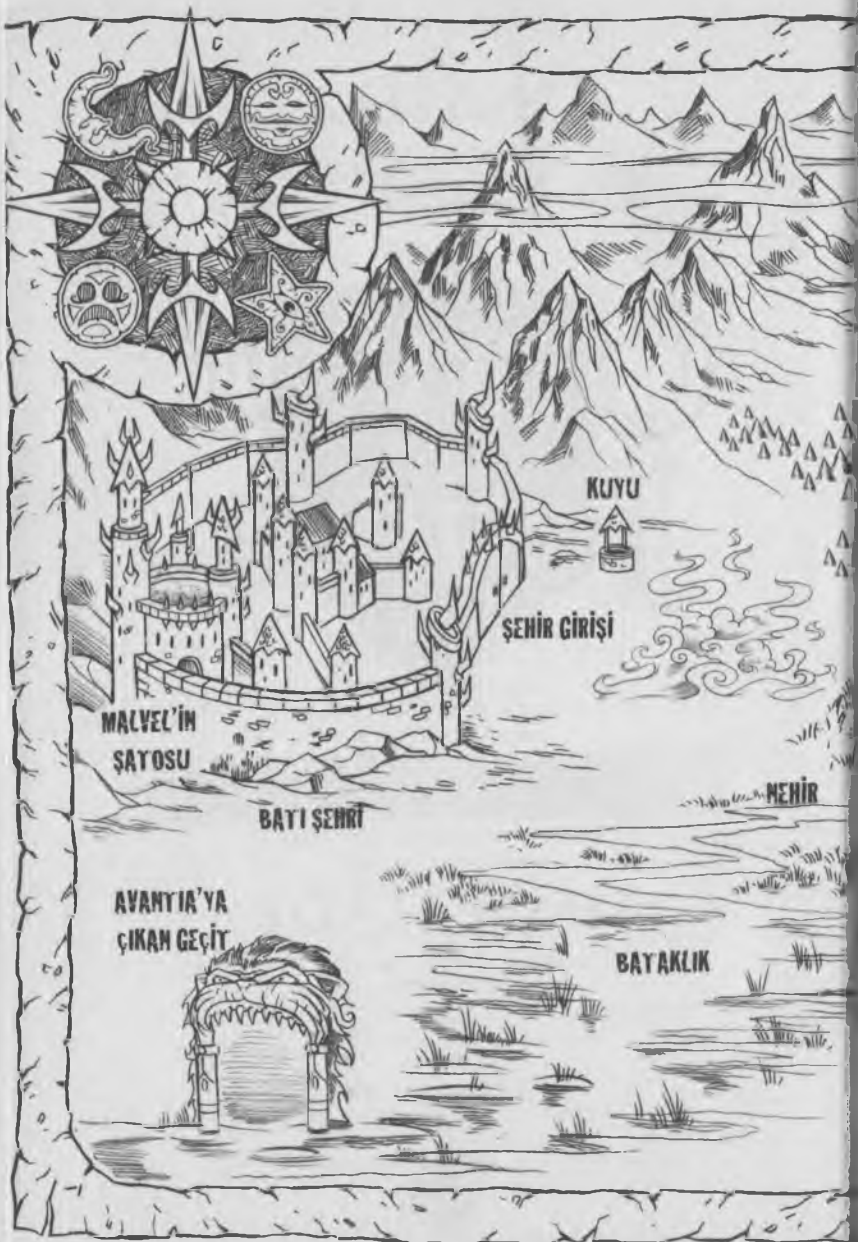 KUYU
ŞEHİR GİRİŞİ
MALVEL'İN
ŞATOSU
BATI ŞEHRİ
NEHİR
AVANTIA'YA
ÇIKAN GEÇİT
BATAKLIK